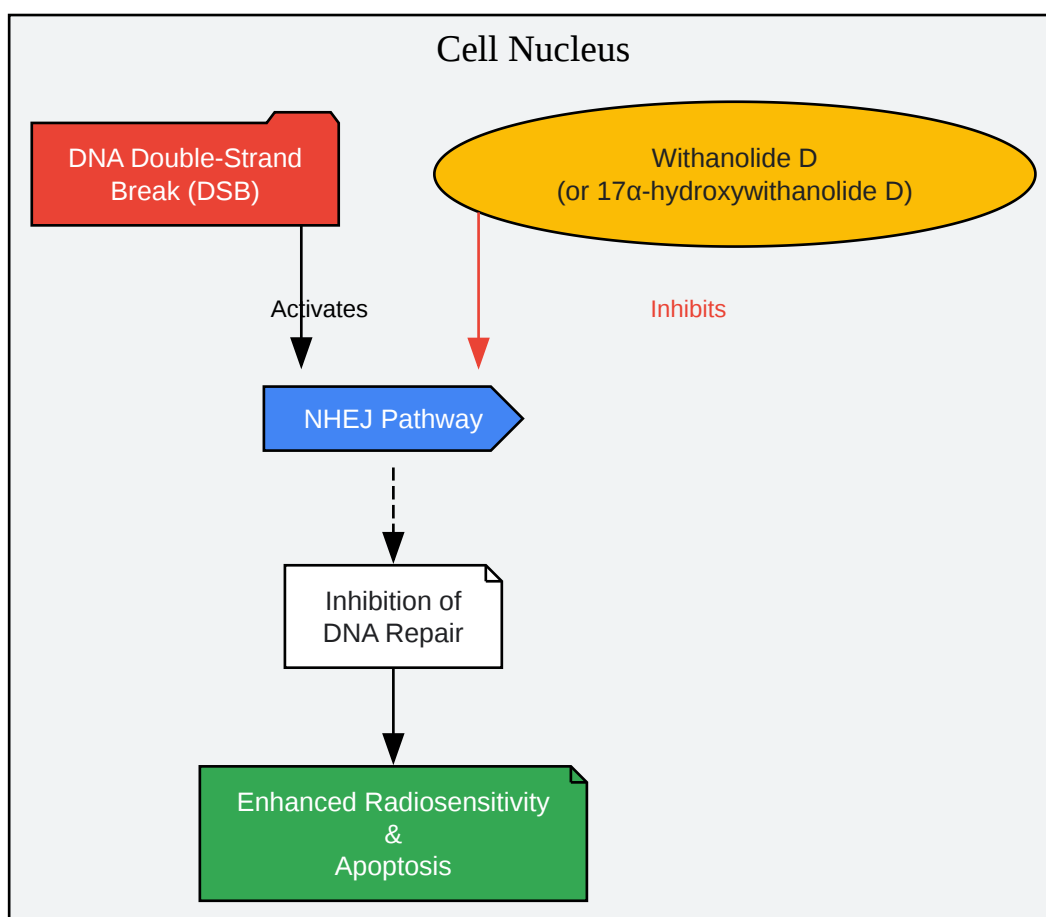 Cell Nucleus
DNA Double-Strand
Break (DSB)
Withanolide D
(or 17α-hydroxywithanolide D)
Activates
Inhibits
NHEJ Pathway
Inhibition of
DNA Repair
Enhanced Radiosensitivity
&
Apoptosis